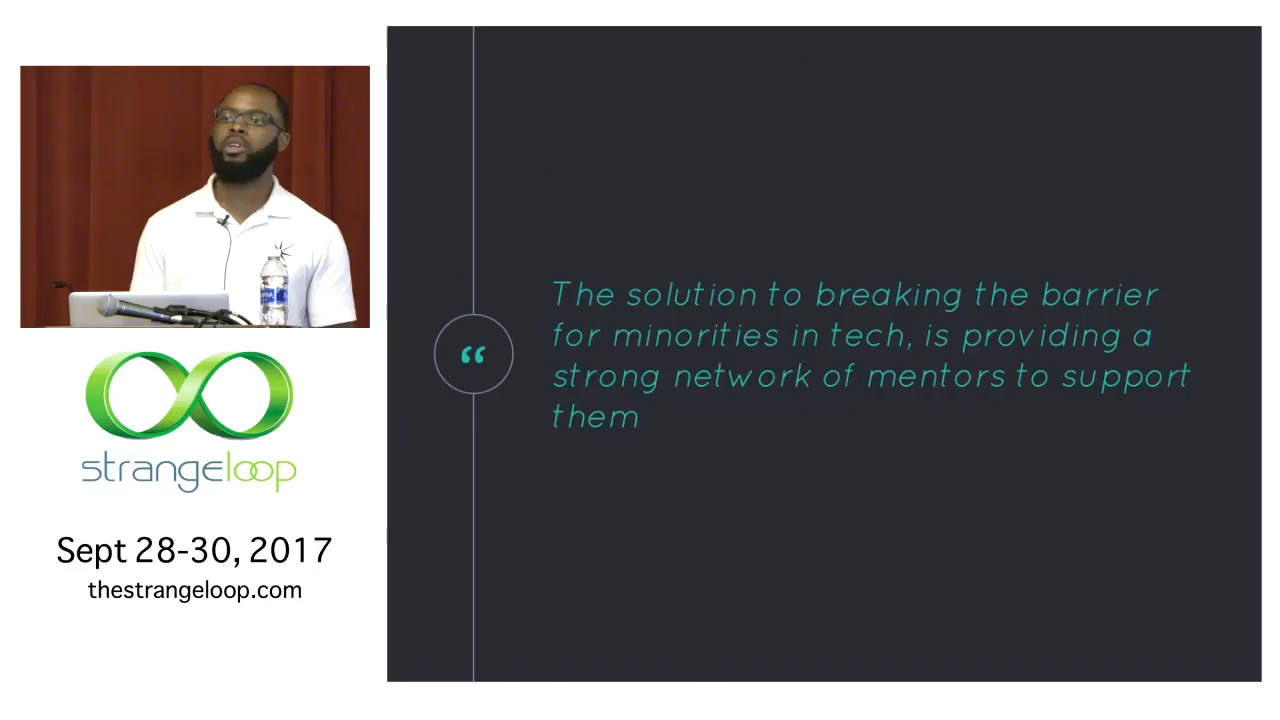 strangeloop
Sept 28-30, 2017
thestrangeloop.com
“
The solution to breaking the barrier
for minorities in tech, is providing a
strong network of mentors to support
them